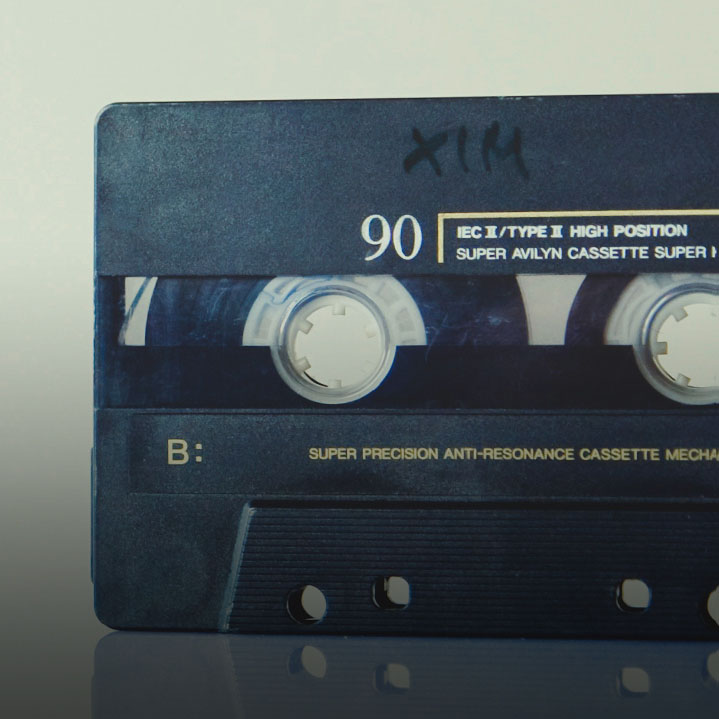 XIM
90
IEC II/TYPE II HIGH POSITION
SUPER AVILYN CASSETTE SUPER
B:
SUPER PRECISION ANTI-RESONANCE CASSETTE